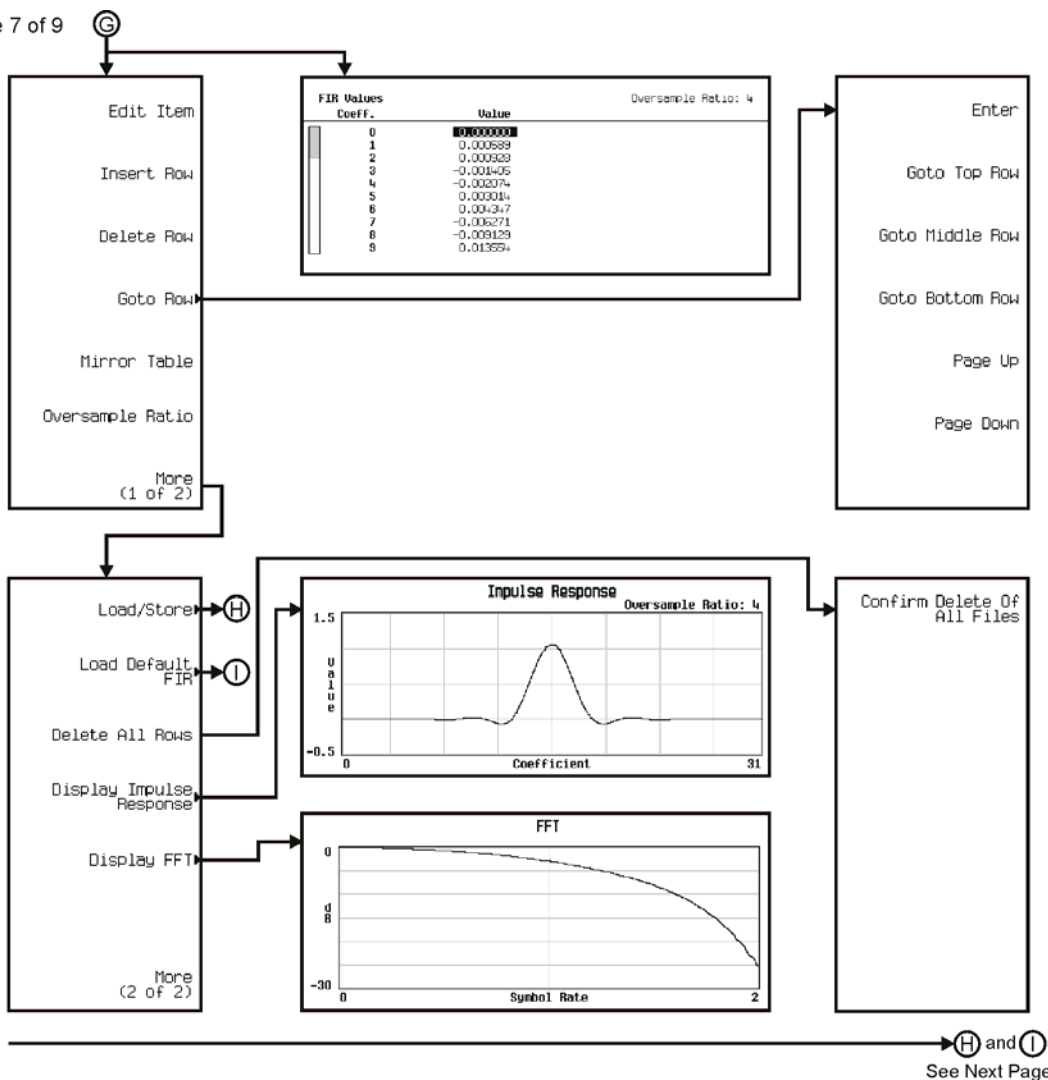 7 of 9
G
Edit Item
Insert Row
Delete Row
Goto Row
Mirror Table
Oversample Ratio
More
(1 of 2)
FIR Values
Oversample Ratio: 4
Coeff. Value
0 0.000000
1 0.000589
2 0.000928
3 -0.001405
4 -0.002074
5 0.003014
6 0.004347
7 -0.006271
8 -0.009129
9 0.013554
Enter
Goto Top Row
Goto Middle Row
Goto Bottom Row
Page Up
Page Down
Load/Store
H
Load Default
FIR
I
Delete All Rows
Display Impulse
Response
Display FFT
More
(2 of 2)
Impulse Response
Oversample Ratio: 4
1.5
Value
-0.5
0
Coefficient
31
FFT
0
dB
-30
0
Symbol Rate
2
Confirm Delete Of
All Files
H and I
See Next Page